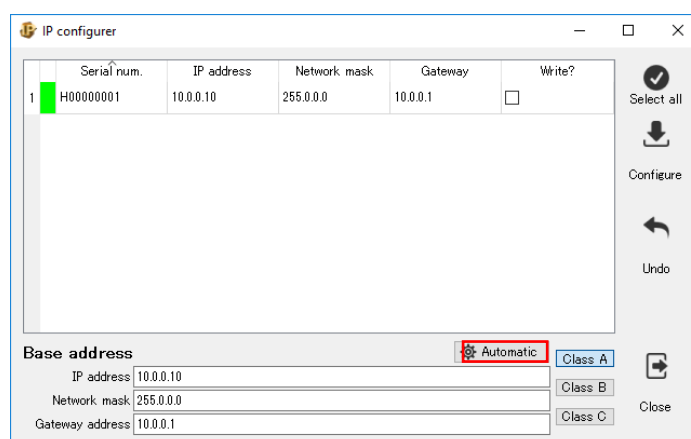 IP configurer
Serial num. IP address Network mask Gateway Write?
1 H00000001 10.0.0.10 255.0.0.0 10.0.0.1
Select all
Configure
Undo
Base address Automatic
Class A
IP address 10.0.0.10
Class B
Network mask 255.0.0.0
Close
Class C
Gateway address 10.0.0.1